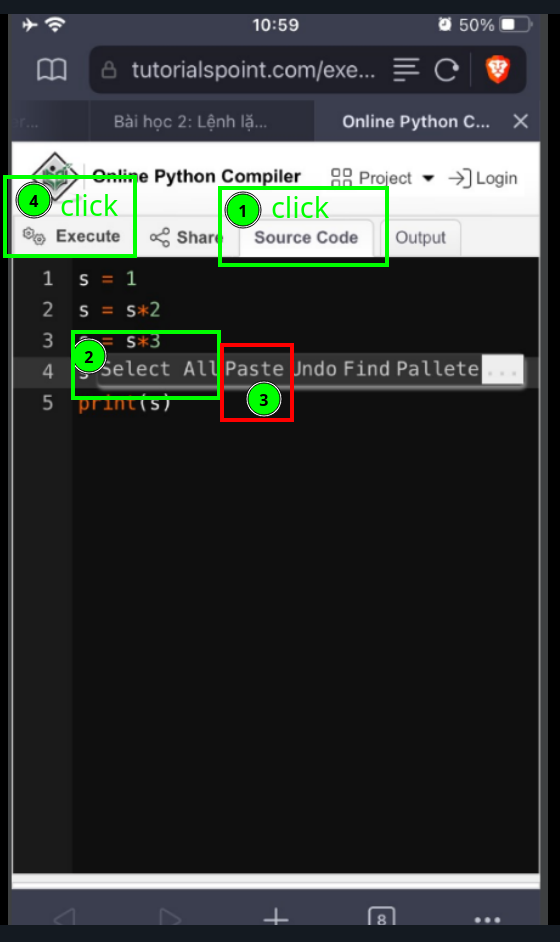 10:59
50%
tutorialspoint.com/exe...
r...
Bài học 2: Lệnh lặ...
Online Python C...
Online Python Compiler
Project
Login
4 click
1 click
Execute
Share
Source Code
Output
1 s = 1
2 s = s*2
3 s = s*3
2
4 s
Select All Paste Undo Find Pallete ...
5 print(s)
3
8